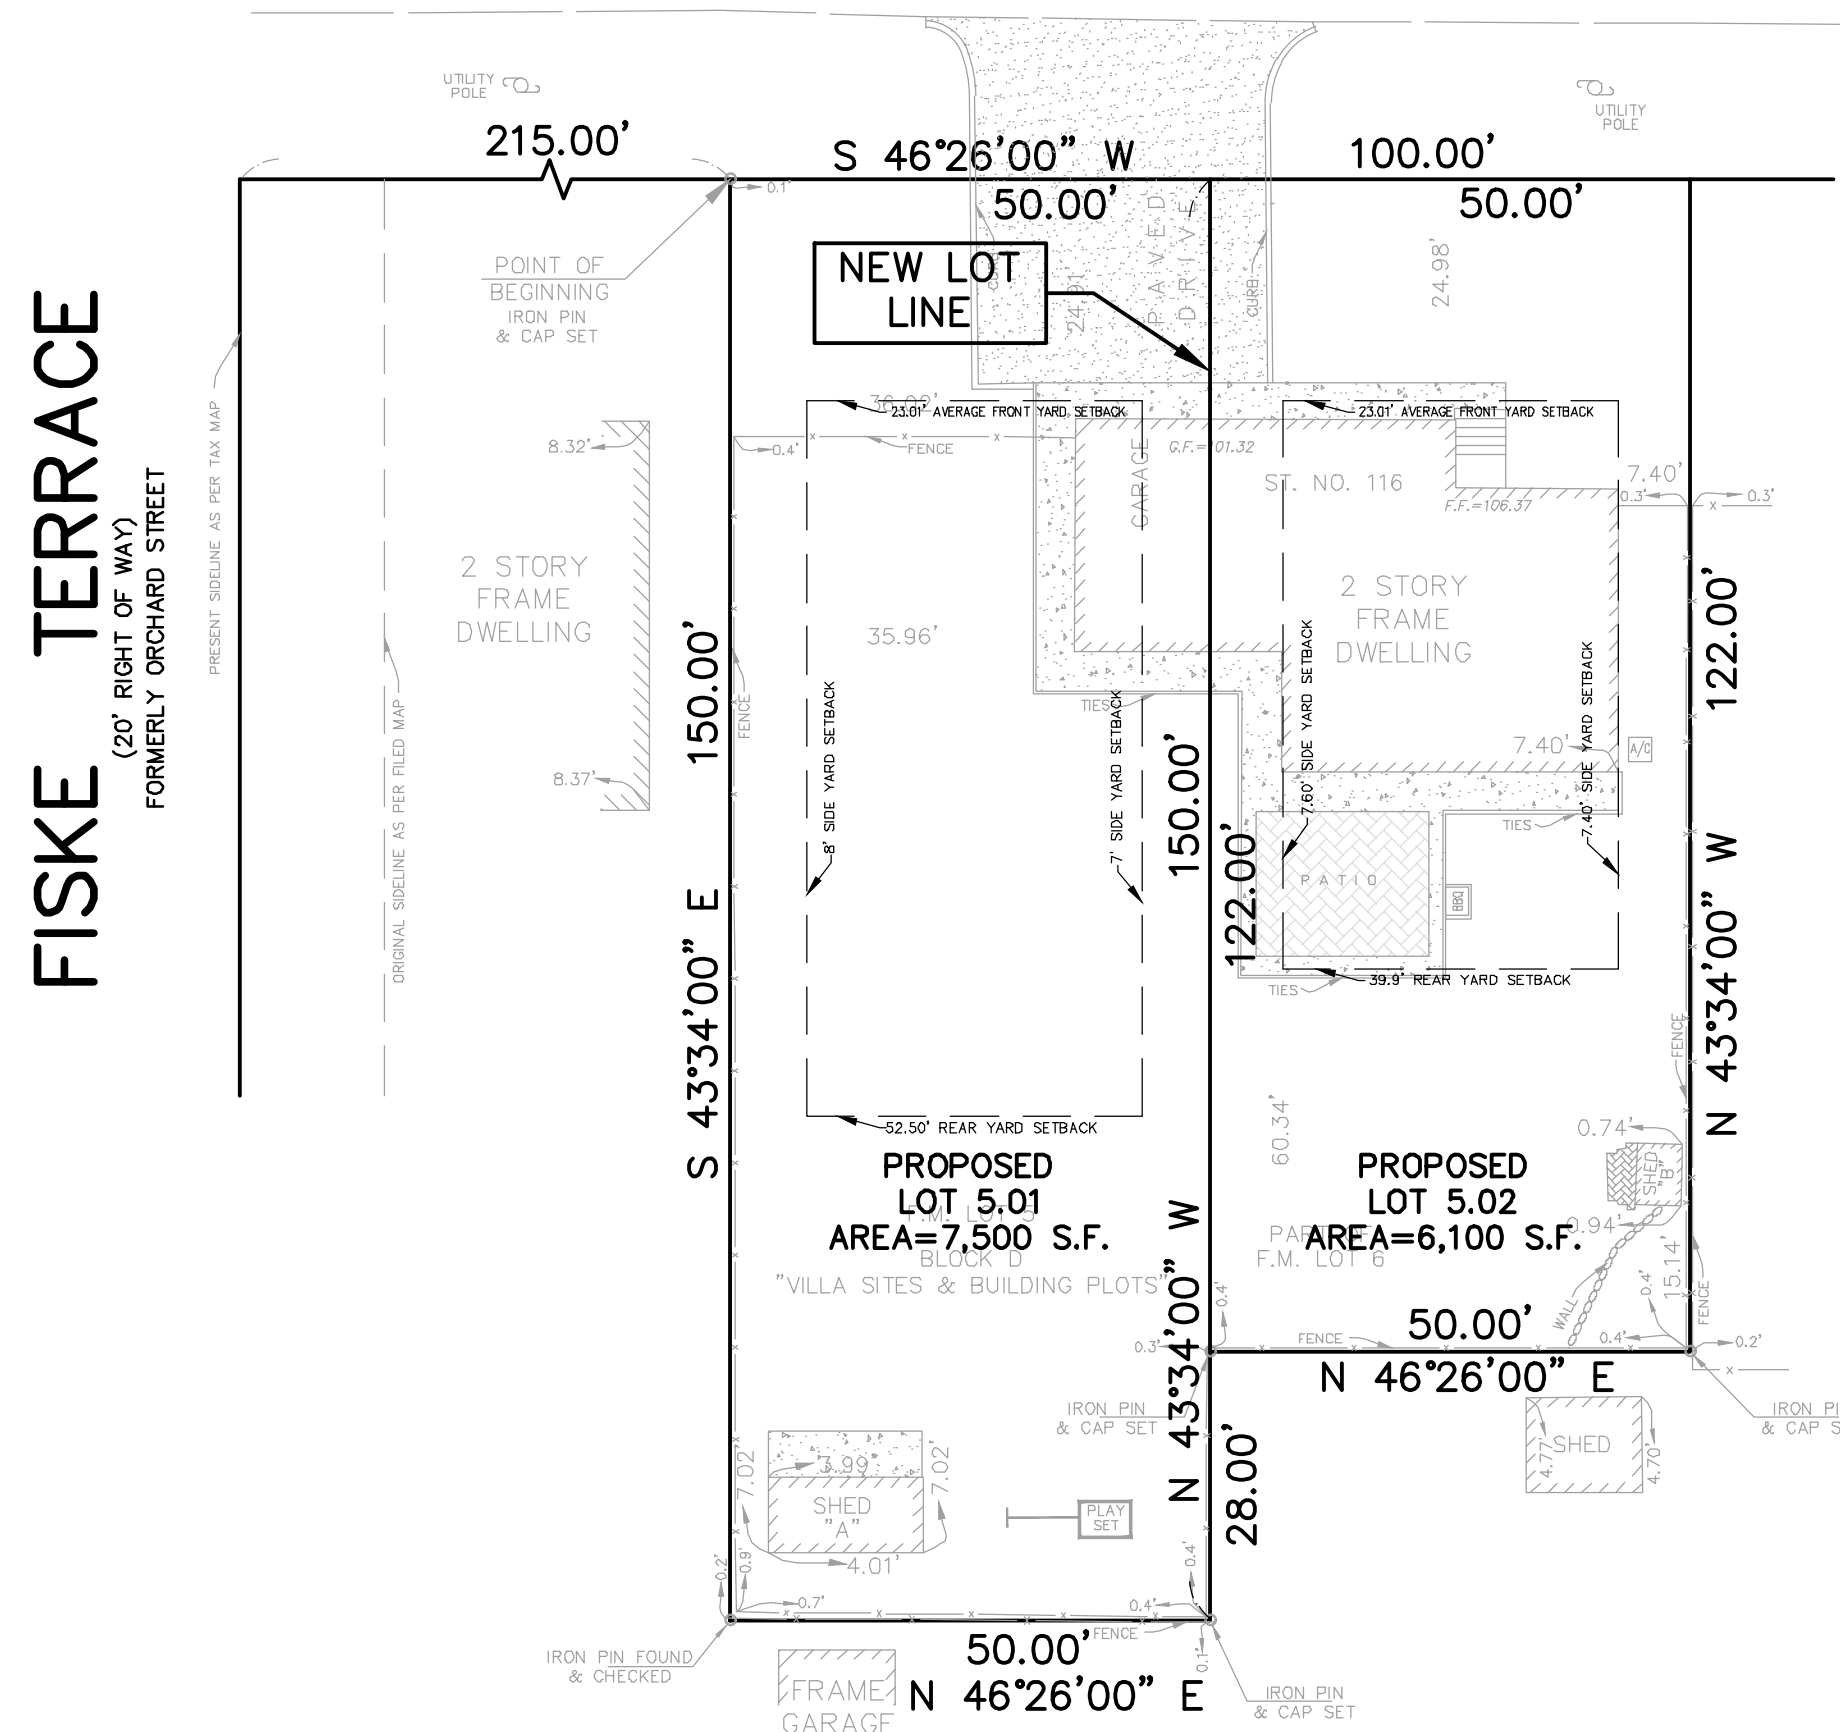 UTILITY
POLE
UTILITY
POLE
215.00'
S 46°26'00" W
100.00'
0.1'
50.00'
50.00'
PAVED
DRIVE
CURB
24.91'
24.98'
NEW LOT
LINE
POINT OF
BEGINNING
IRON PIN
& CAP SET
FISKE TERRACE
(20' RIGHT OF WAY)
FORMERLY ORCHARD STREET
PRESENT SIDELINE AS PER TAX MAP
ORIGINAL SIDELINE AS PER FILED MAP
23.01' AVERAGE FRONT YARD SETBACK
23.01' AVERAGE FRONT YARD SETBACK
8.32'
0.4'
FENCE
GARAGE
G.F.=101.32
ST. NO. 116
F.F.=106.37
7.40'
0.3'
0.3'
2 STORY
FRAME
DWELLING
35.96'
2 STORY
FRAME
DWELLING
8.37'
150.00'
FENCE
S 43°34'00" E
8' SIDE YARD SETBACK
7' SIDE YARD SETBACK
TIES
7.60' SIDE YARD SETBACK
7.40' SIDE YARD SETBACK
7.40'
A/C
122.00'
150.00'
122.00'
TIES
PATIO
BBQ
TIES
39.9' REAR YARD SETBACK
N 43°34'00" W
FENCE
52.50' REAR YARD SETBACK
60.34'
PROPOSED
LOT 5.01
F.M. LOT 5
AREA=7,500 S.F.
BLOCK D
"VILLA SITES & BUILDING PLOTS"
PROPOSED
LOT 5.02
PART OF
AREA=6,100 S.F.
F.M. LOT 6
0.74'
SHED
"B"
0.94'
15.14'
0.4'
WALL
FENCE
N 43°34'00" W
0.4'
0.3'
FENCE
50.00'
0.4'
0.2'
N 46°26'00" E
IRON PIN
& CAP SET
IRON PI
& CAP S
28.00'
4.77'
SHED
4.70'
7.02'
3.99'
7.02'
SHED
"A"
4.01'
PLAY
SET
0.2'
0.9'
0.7'
0.4'
0.4'
FENCE
0.1'
50.00'
N 46°26'00" E
IRON PIN FOUND
& CHECKED
FRAME
GARAGE
IRON PIN
& CAP SET